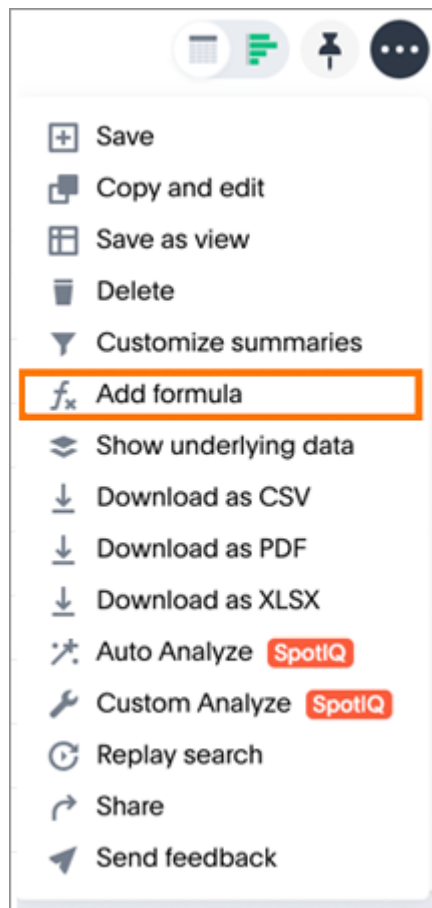 Save
Copy and edit
Save as view
Delete
Customize summaries
fx Add formula
Show underlying data
Download as CSV
Download as PDF
Download as XLSX
Auto Analyze SpotIQ
Custom Analyze SpotIQ
Replay search
Share
Send feedback